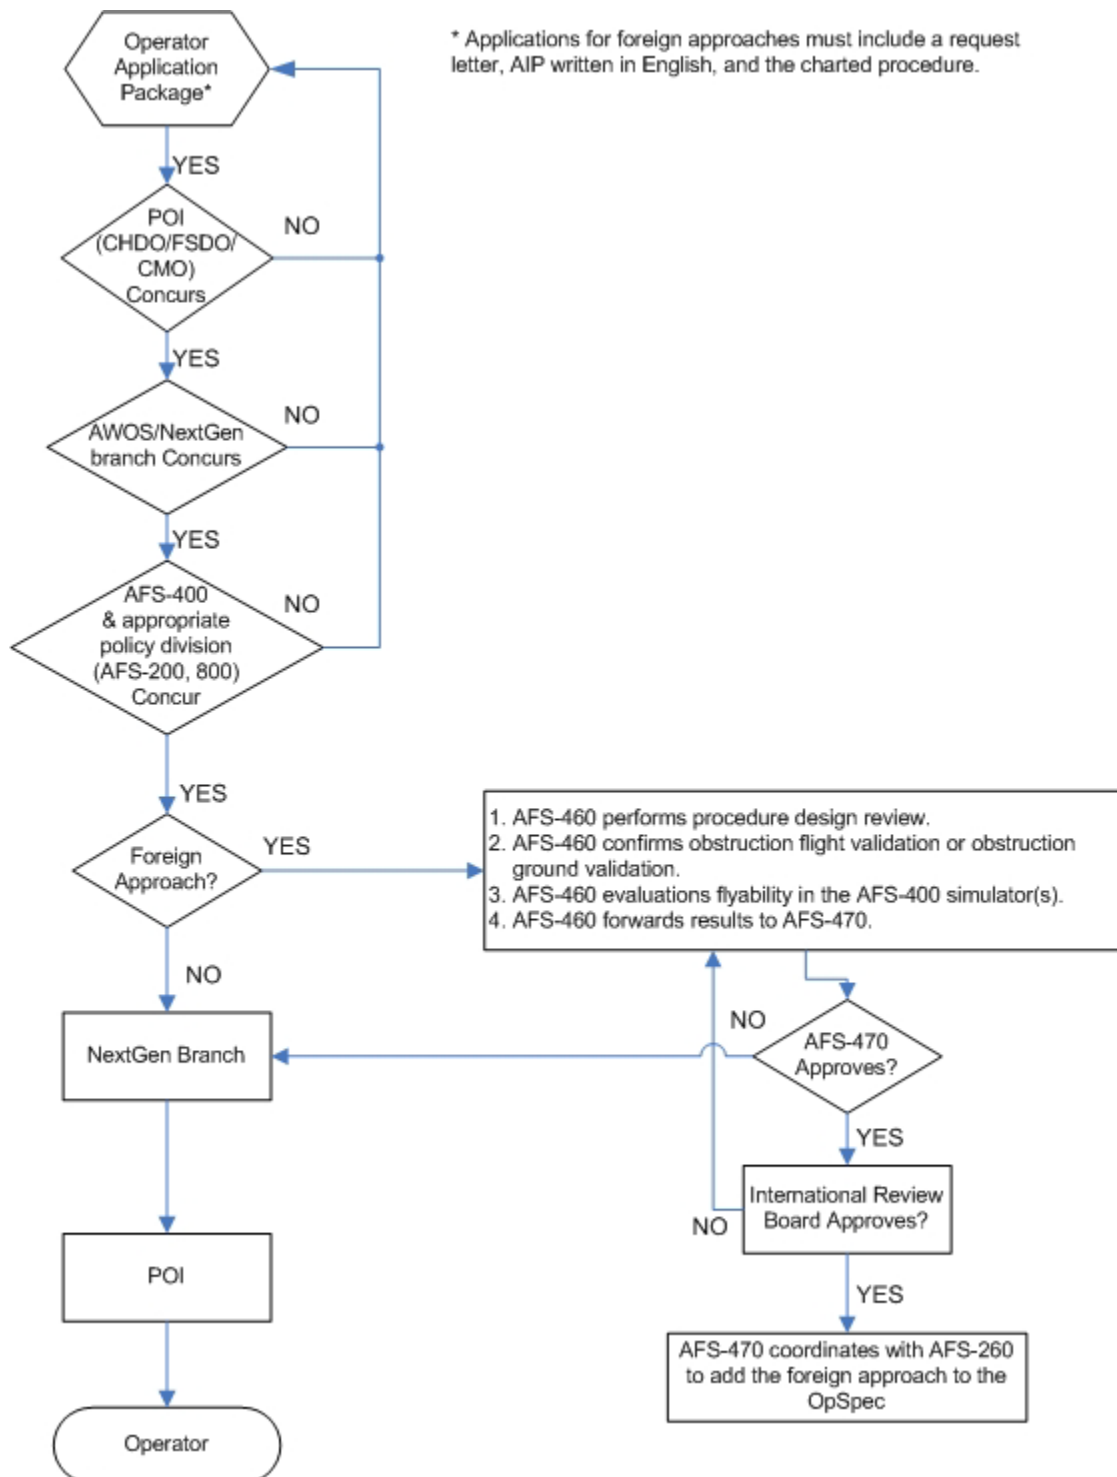 Operator
Application
Package*
* Applications for foreign approaches must include a request
letter, AIP written in English, and the charted procedure.
YES
POI
(CHDO/FSDO/
CMO)
Concurs
NO
YES
AWOS/NextGen
branch Concurs
NO
YES
AFS-400
& appropriate
policy division
(AFS-200, 800)
Concur
NO
YES
Foreign
Approach?
YES
1. AFS-460 performs procedure design review.
2. AFS-460 confirms obstruction flight validation or obstruction
ground validation.
3. AFS-460 evaluations flyability in the AFS-400 simulator(s).
4. AFS-460 forwards results to AFS-470.
NO
NextGen Branch
NO
AFS-470
Approves?
YES
International Review
Board Approves?
NO
YES
POI
AFS-470 coordinates with AFS-260
to add the foreign approach to the
OpSpec
Operator